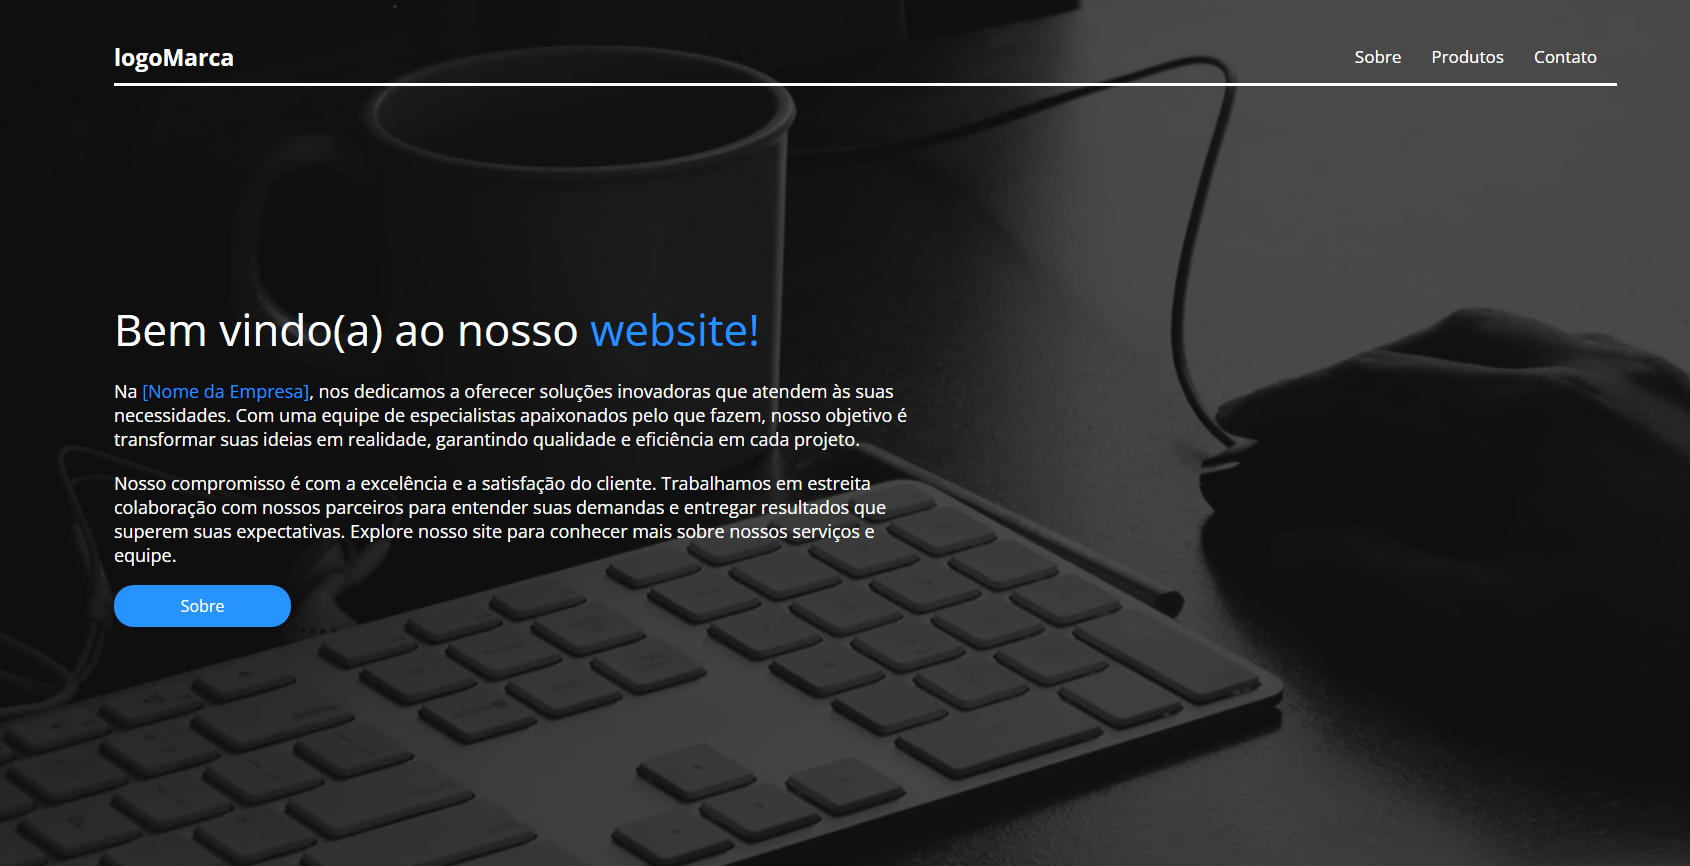 logoMarca
Sobre Produtos Contato
Bem vindo(a) ao nosso website!
Na [Nome da Empresa], nos dedicamos a oferecer soluções inovadoras que atendem às suas
necessidades. Com uma equipe de especialistas apaixonados pelo que fazem, nosso objetivo é
transformar suas ideias em realidade, garantindo qualidade e eficiência em cada projeto.
Nosso compromisso é com a excelência e a satisfação do cliente. Trabalhamos em estreita
colaboração com nossos parceiros para entender suas demandas e entregar resultados que
superem suas expectativas. Explore nosso site para conhecer mais sobre nossos serviços e
equipe.
Sobre